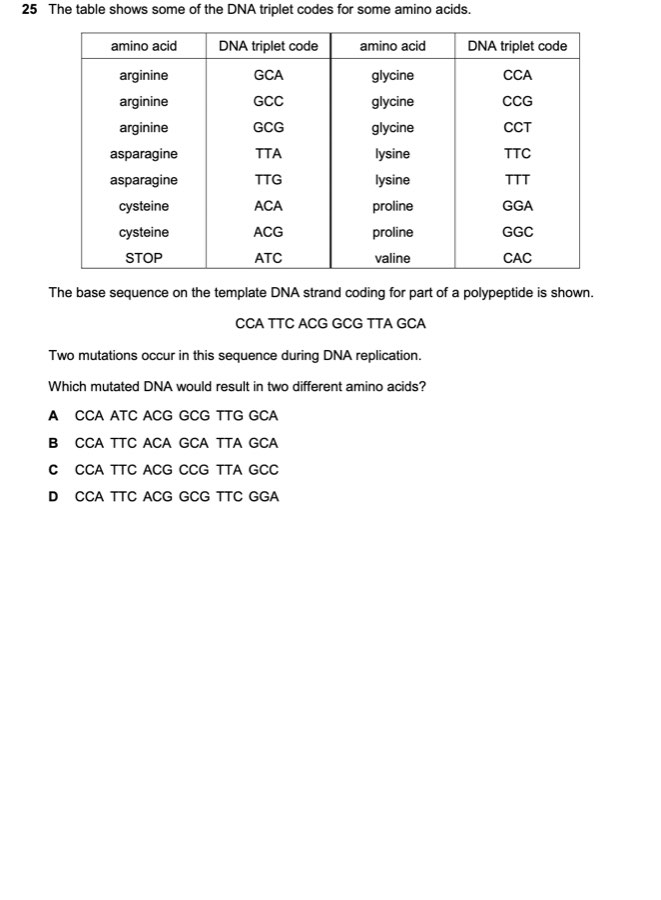 25 The table shows some of the DNA triplet codes for some amino acids.
amino acid DNA triplet code amino acid DNA triplet code
arginine GCA glycine CCA
arginine GCC glycine CCG
arginine GCG glycine CCT
asparagine TTA lysine TTC
asparagine TTG lysine TTT
cysteine ACA proline GGA
cysteine ACG proline GGC
STOP ATC valine CAC
The base sequence on the template DNA strand coding for part of a polypeptide is shown.
CCA TTC ACG GCG TTA GCA
Two mutations occur in this sequence during DNA replication.
Which mutated DNA would result in two different amino acids?
A CCA ATC ACG GCG TTG GCA
B CCA TTC ACA GCA TTA GCA
C CCA TTC ACG CCG TTA GCC
D CCA TTC ACG GCG TTC GGA